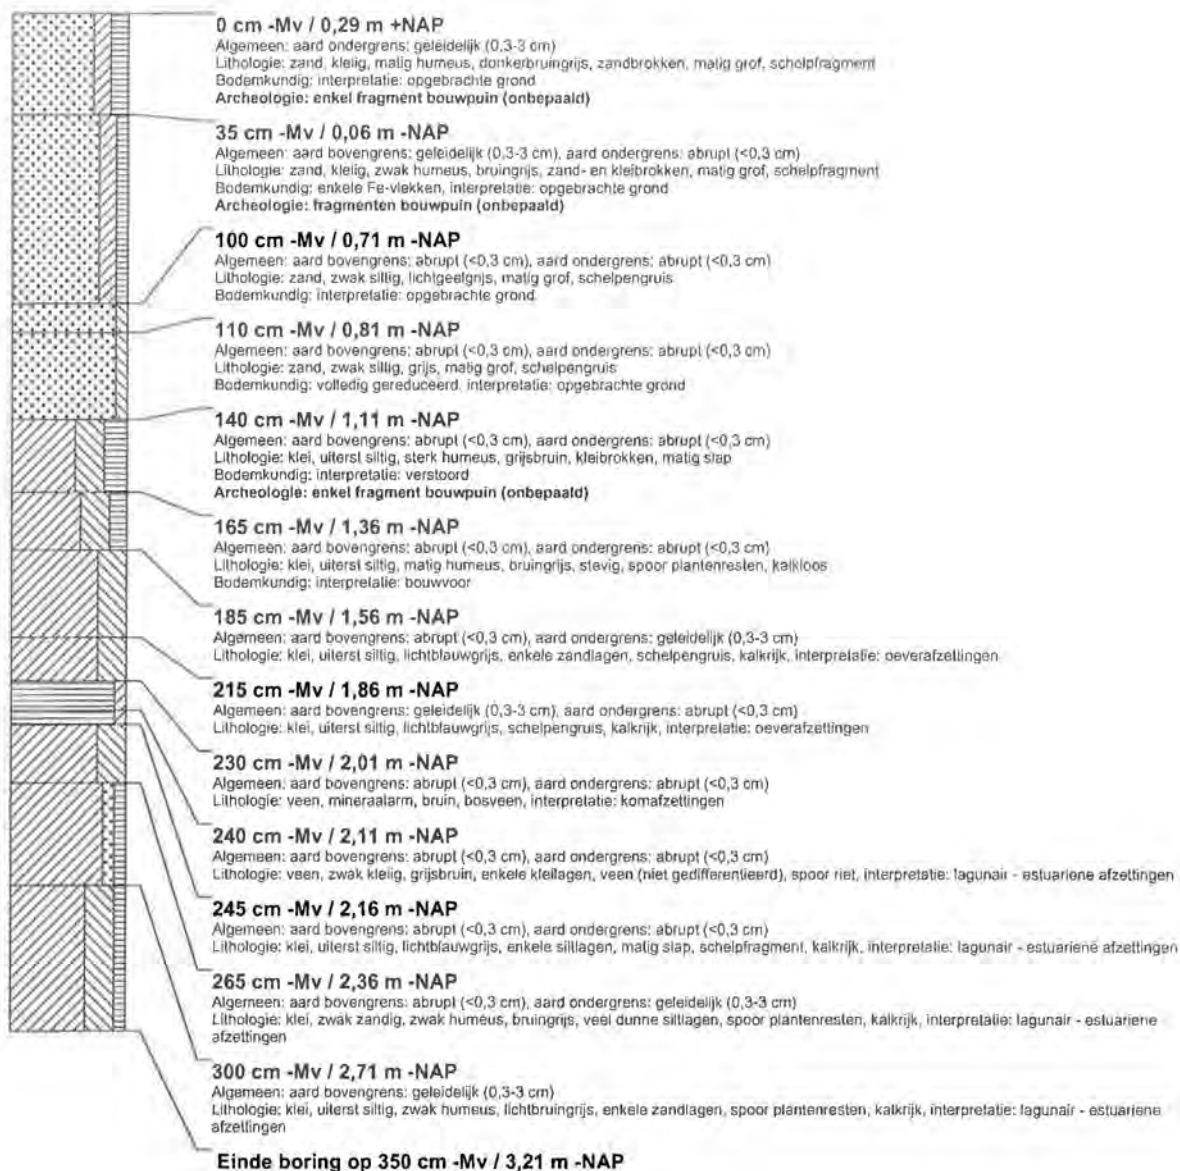 0 cm -Mv / 0,29 m +NAP
Algemeen: aard ondergrens: geleidelijk (0,3-3 cm)
Lithologie: zand, kleiig, matig humeus, donkerbruingrijs, zandbrokken, matig grof, schelpfragment
Bodemkundig: interpretatie: opgebrachte grond
Archeologie: enkel fragment bouwpuin (onbepaald)
35 cm -Mv / 0,06 m -NAP
Algemeen: aard bovengrens: geleidelijk (0,3-3 cm), aard ondergrens: abrupt (<0,3 cm)
Lithologie: zand, kleiig, zwak humeus, bruingrijs, zand- en kleibrokken, matig grof, schelpfragment
Bodemkundig: enkele Fe-vlekken, interpretatie: opgebrachte grond
Archeologie: fragmenten bouwpuin (onbepaald)
100 cm -Mv / 0,71 m -NAP
Algemeen: aard bovengrens: abrupt (<0,3 cm), aard ondergrens: abrupt (<0,3 cm)
Lithologie: zand, zwak siltig, lichtgeelgrijs, matig grof, schelpengruis
Bodemkundig: interpretatie: opgebrachte grond
110 cm -Mv / 0,81 m -NAP
Algemeen: aard bovengrens: abrupt (<0,3 cm), aard ondergrens: abrupt (<0,3 cm)
Lithologie: zand, zwak siltig, grijs, matig grof, schelpengruis
Bodemkundig: volledig gereduceerd, interpretatie: opgebrachte grond
140 cm -Mv / 1,11 m -NAP
Algemeen: aard bovengrens: abrupt (<0,3 cm), aard ondergrens: abrupt (<0,3 cm)
Lithologie: klei, uiterst siltig, sterk humeus, grijsbruin, kleibrokken, matig slap
Bodemkundig: interpretatie: verstoord
Archeologie: enkel fragment bouwpuin (onbepaald)
165 cm -Mv / 1,36 m -NAP
Algemeen: aard bovengrens: abrupt (<0,3 cm), aard ondergrens: abrupt (<0,3 cm)
Lithologie: klei, uiterst siltig, matig humeus, bruingrijs, stevig, spoor plantenresten, kalkloos
Bodemkundig: interpretatie: bouwvoor
185 cm -Mv / 1,56 m -NAP
Algemeen: aard bovengrens: abrupt (<0,3 cm), aard ondergrens: geleidelijk (0,3-3 cm)
Lithologie: klei, uiterst siltig, lichtblauwgrijs, enkele zandlagen, schelpengruis, kalkrijk, interpretatie: oeverafzettingen
215 cm -Mv / 1,86 m -NAP
Algemeen: aard bovengrens: geleidelijk (0,3-3 cm), aard ondergrens: abrupt (<0,3 cm)
Lithologie: klei, uiterst siltig, lichtblauwgrijs, schelpengruis, kalkrijk, interpretatie: oeverafzettingen
230 cm -Mv / 2,01 m -NAP
Algemeen: aard bovengrens: abrupt (<0,3 cm), aard ondergrens: abrupt (<0,3 cm)
Lithologie: veen, mineraalarm, bruin, bosveen, interpretatie: komafzettingen
240 cm -Mv / 2,11 m -NAP
Algemeen: aard bovengrens: abrupt (<0,3 cm), aard ondergrens: abrupt (<0,3 cm)
Lithologie: veen, zwak kleiig, grijsbruin, enkele kleilagen, veen (niet gedifferentieerd), spoor riet, interpretatie: lagunair - estuariene afzettingen
245 cm -Mv / 2,16 m -NAP
Algemeen: aard bovengrens: abrupt (<0,3 cm), aard ondergrens: abrupt (<0,3 cm)
Lithologie: klei, uiterst siltig, lichtblauwgrijs, enkele siltlagen, matig slap, schelpfragment, kalkrijk, interpretatie: lagunair - estuariene afzettingen
265 cm -Mv / 2,36 m -NAP
Algemeen: aard bovengrens: abrupt (<0,3 cm), aard ondergrens: geleidelijk (0,3-3 cm)
Lithologie: klei, zwak zandig, zwak humeus, bruingrijs, veel dunne siltlagen, spoor plantenresten, kalkrijk, interpretatie: lagunair - estuariene
afzettingen
300 cm -Mv / 2,71 m -NAP
Algemeen: aard bovengrens: geleidelijk (0,3-3 cm)
Lithologie: klei, uiterst siltig, zwak humeus, lichtbruingrijs, enkele zandlagen, spoor plantenresten, kalkrijk, interpretatie: lagunair - estuariene
afzettingen
Einde boring op 350 cm -Mv / 3,21 m -NAP